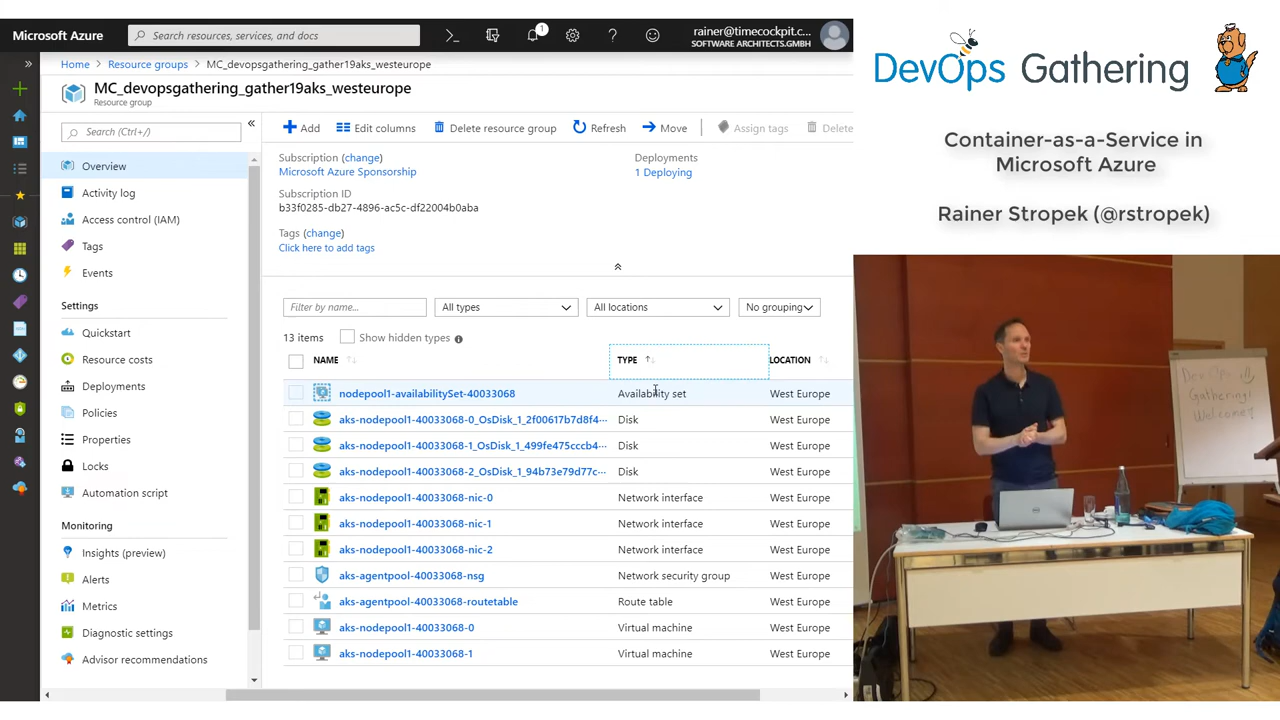 Microsoft Azure
Search resources, services, and docs
1
rainer@timecockpit.c...
SOFTWARE ARCHITECTS.GMBH
Home
Resource groups
MC_devopsgathering_gather19aks_westeurope
MC_devopsgathering_gather19aks_westeurope
Resource group
Search (Ctrl+/)
Overview
Activity log
Access control (IAM)
Tags
Events
Settings
Quickstart
Resource costs
Deployments
Policies
Properties
Locks
Automation script
Monitoring
Insights (preview)
Alerts
Metrics
Diagnostic settings
Advisor recommendations
Add
Edit columns
Delete resource group
Refresh
Move
Assign tags
Delete
Subscription (change)
Microsoft Azure Sponsorship
Subscription ID
b33f0285-db27-4896-ac5c-df22004b0aba
Tags (change)
Click here to add tags
Deployments
1 Deploying
Filter by name...
All types
All locations
No grouping
13 items
Show hidden types
NAME TYPE LOCATION
nodepool1-availabilitySet-40033068 Availability set West Europe
aks-nodepool1-40033068-0_OsDisk_1_2f00617b7d8f4··· Disk West Europe
aks-nodepool1-40033068-1_OsDisk_1_499fe475cccb4··· Disk West Europe
aks-nodepool1-40033068-2_OsDisk_1_94b73e79d77c··· Disk West Europe
aks-nodepool1-40033068-nic-0 Network interface West Europe
aks-nodepool1-40033068-nic-1 Network interface West Europe
aks-nodepool1-40033068-nic-2 Network interface West Europe
aks-agentpool-40033068-nsg Network security group West Europe
aks-agentpool-40033068-routetable Route table West Europe
aks-nodepool1-40033068-0 Virtual machine West Europe
aks-nodepool1-40033068-1 Virtual machine West Europe
DevOps Gathering
Container-as-a-Service in
Microsoft Azure
Rainer Stropek (@rstropek)
DevOps
Gathering!
Welcome!